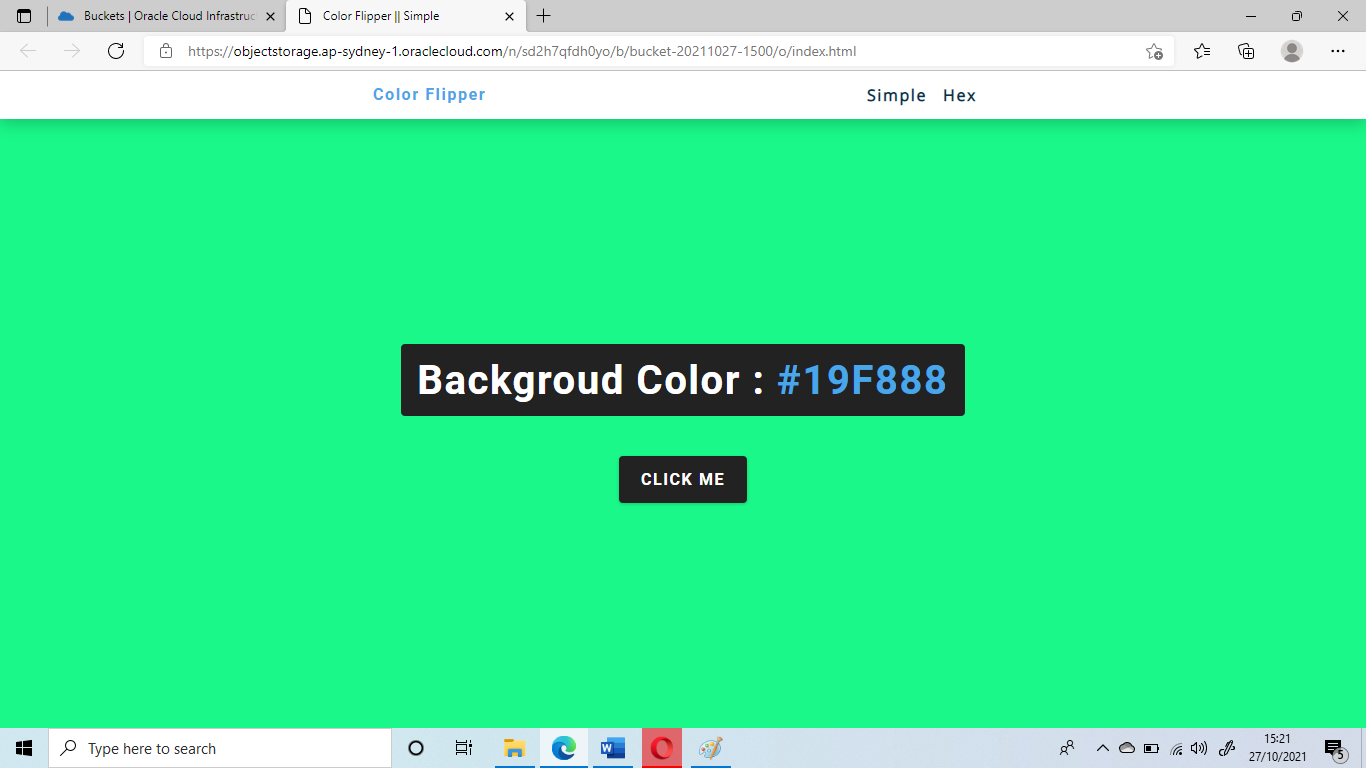 Buckets | Oracle Cloud Infrastruc
Color Flipper || Simple
https://objectstorage.ap-sydney-1.oraclecloud.com/n/sd2h7qfdh0yo/b/bucket-20211027-1500/o/index.html
Color Flipper
Simple Hex
Backgroud Color : #19F888
CLICK ME
Type here to search
W
15:21
27/10/2021
5